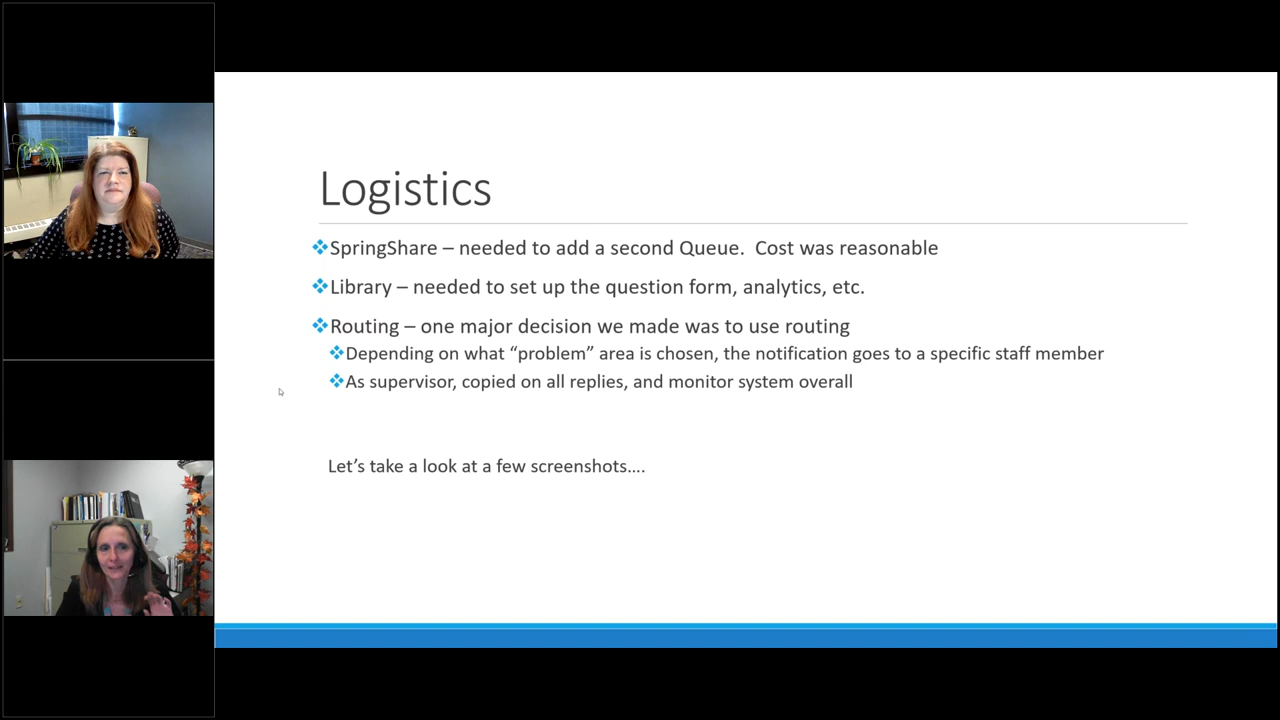 Logistics
SpringShare – needed to add a second Queue.  Cost was reasonable
Library – needed to set up the question form, analytics, etc.
Routing – one major decision we made was to use routing
Depending on what “problem” area is chosen, the notification goes to a specific staff member
As supervisor, copied on all replies, and monitor system overall
Let’s take a look at a few screenshots….